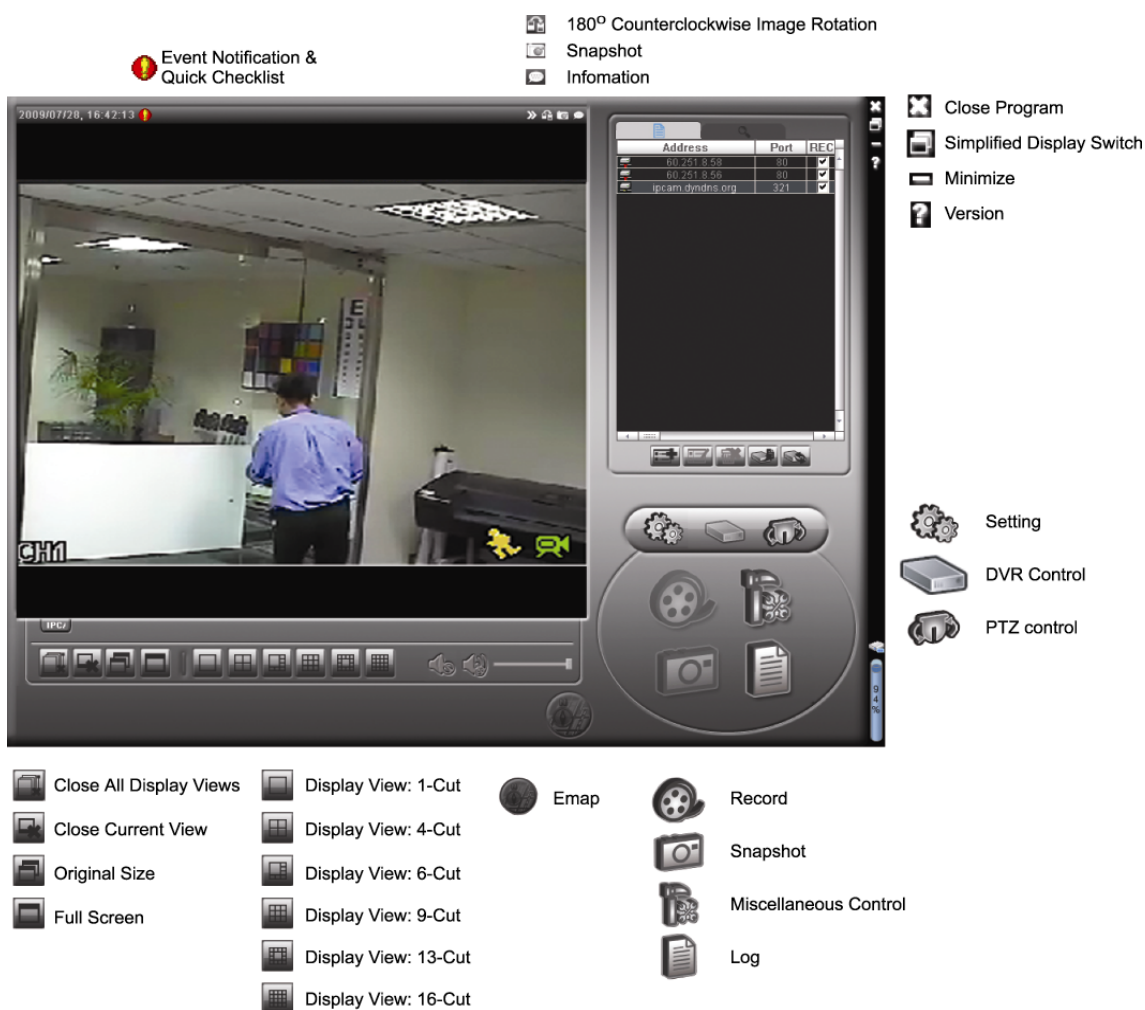 180° Counterclockwise Image Rotation
Snapshot
Infomation
Event Notification &
Quick Checklist
2009/07/28, 16:42:13
Close Program
Simplified Display Switch
Minimize
Version
Address Port REC
60.251.8.58 80
60.251.8.56 80
ipcam.dyndns.org 321
E
CH1
Setting
DVR Control
PTZ control
94%
Close All Display Views
Close Current View
Original Size
Full Screen
Display View: 1-Cut
Display View: 4-Cut
Display View: 6-Cut
Display View: 9-Cut
Display View: 13-Cut
Display View: 16-Cut
Emap
Record
Snapshot
Miscellaneous Control
Log